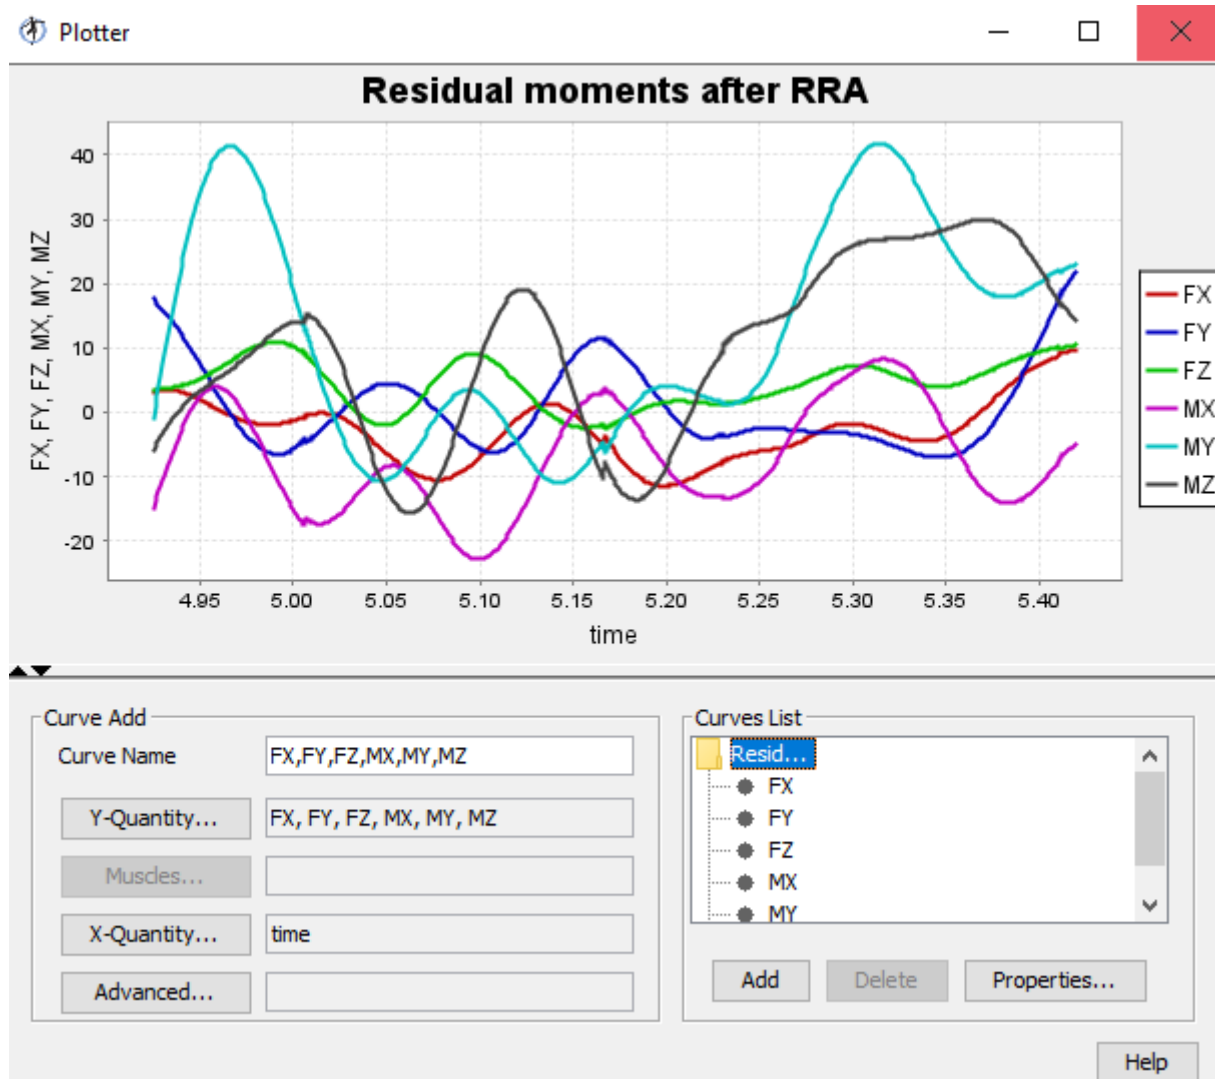 Plotter
Residual moments after RRA
FX, FY, FZ, MX, MY, MZ
40
30
20
10
0
-10
-20
4.95 5.00 5.05 5.10 5.15 5.20 5.25 5.30 5.35 5.40
time
FX
FY
FZ
MX
MY
MZ
Curve Add
Curve Name FX,FY,FZ,MX,MY,MZ
Y-Quantity... FX, FY, FZ, MX, MY, MZ
Muscles...
X-Quantity... time
Advanced...
Curves List
Resid...
FX
FY
FZ
MX
MY
Add Delete Properties...
Help